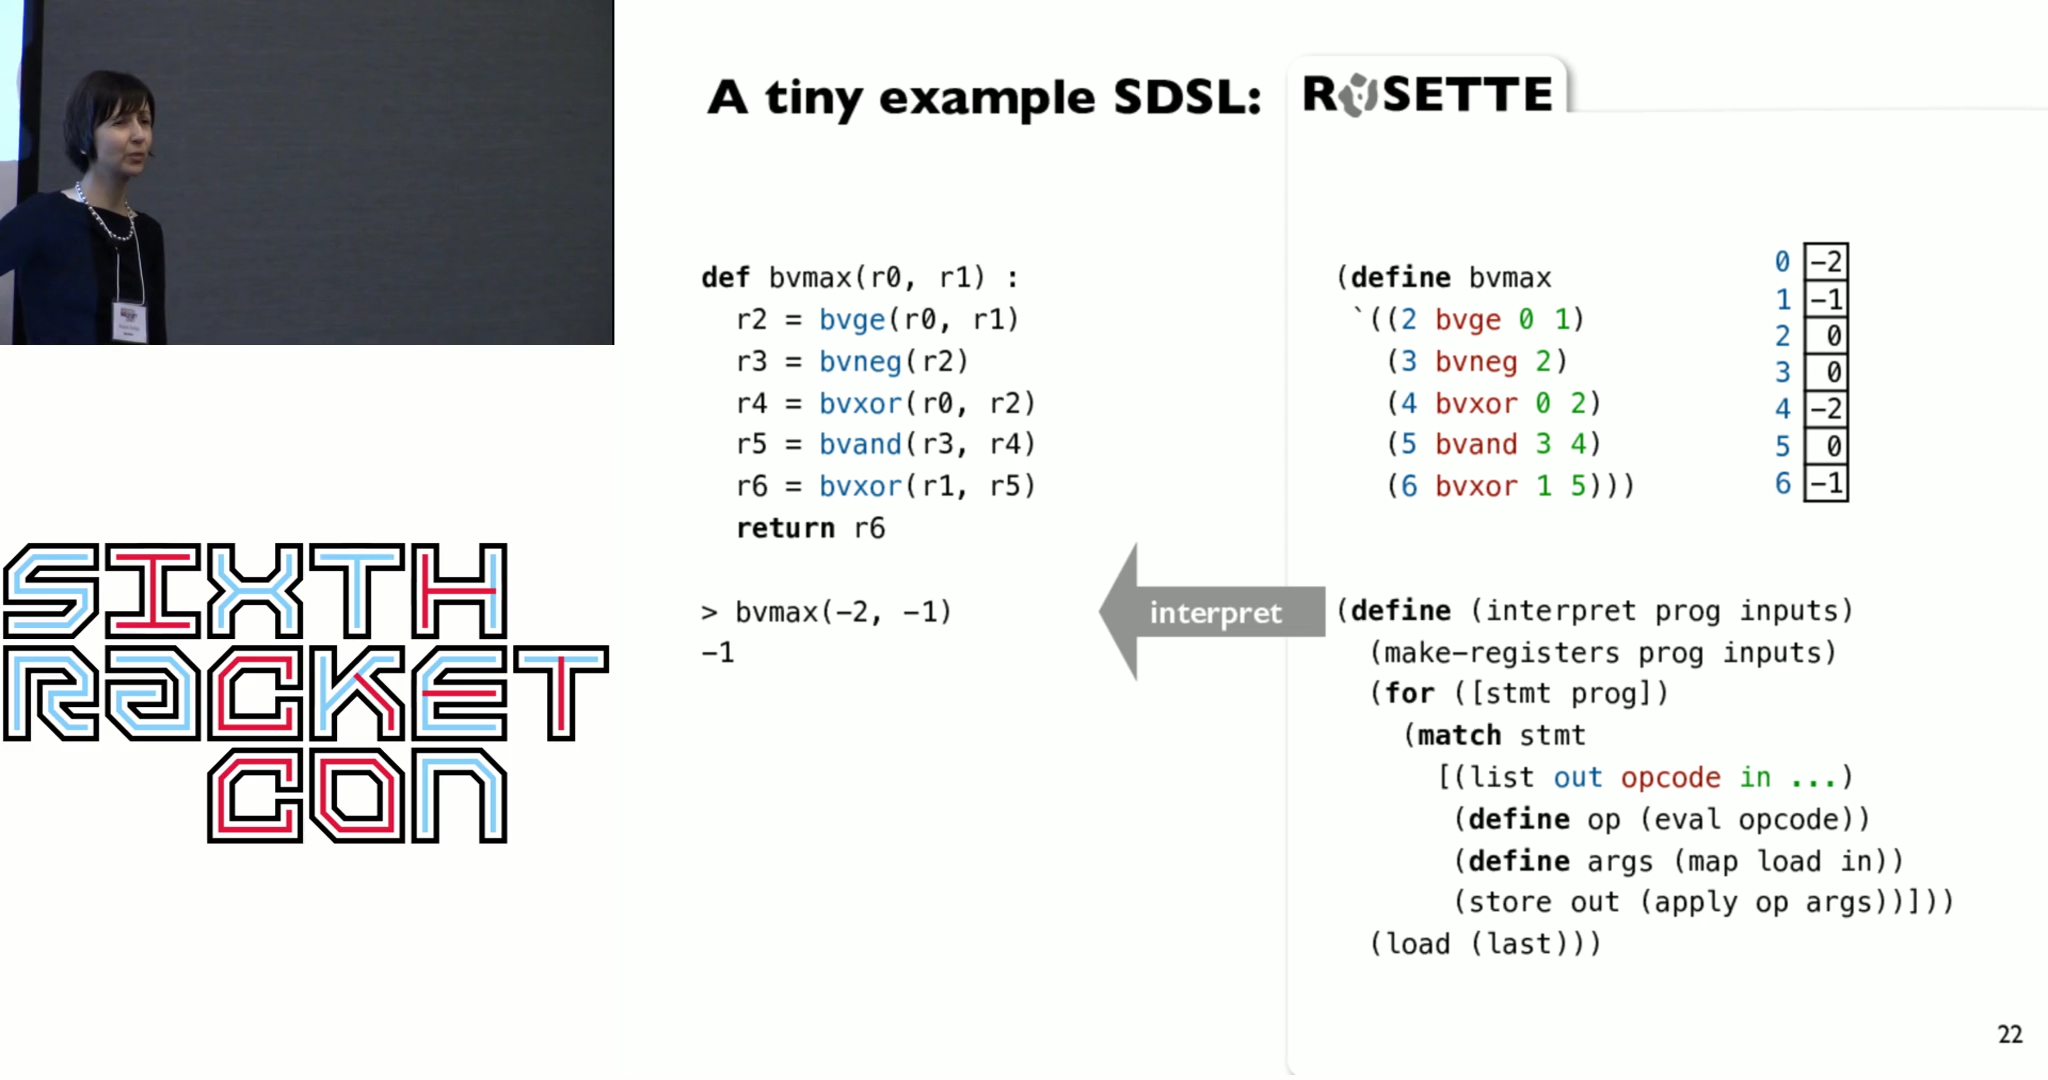 A tiny example SDSL: ROSETTE
def bvmax(r0, r1) :
r2 = bvge(r0, r1)
r3 = bvneg(r2)
r4 = bvxor(r0, r2)
r5 = bvand(r3, r4)
r6 = bvxor(r1, r5)
return r6
> bvmax(−2, −1)
−1
interpret
(define bvmax
`((2 bvge 0 1)
(3 bvneg 2)
(4 bvxor 0 2)
(5 bvand 3 4)
(6 bvxor 1 5)))
0 −2
1 −1
2 0
3 0
4 −2
5 0
6 −1
(define (interpret prog inputs)
(make-registers prog inputs)
(for ([stmt prog])
(match stmt
[(list out opcode in ...)
(define op (eval opcode))
(define args (map load in))
(store out (apply op args))]))
(load (last)))
22
SIXTH
RACKET
CON